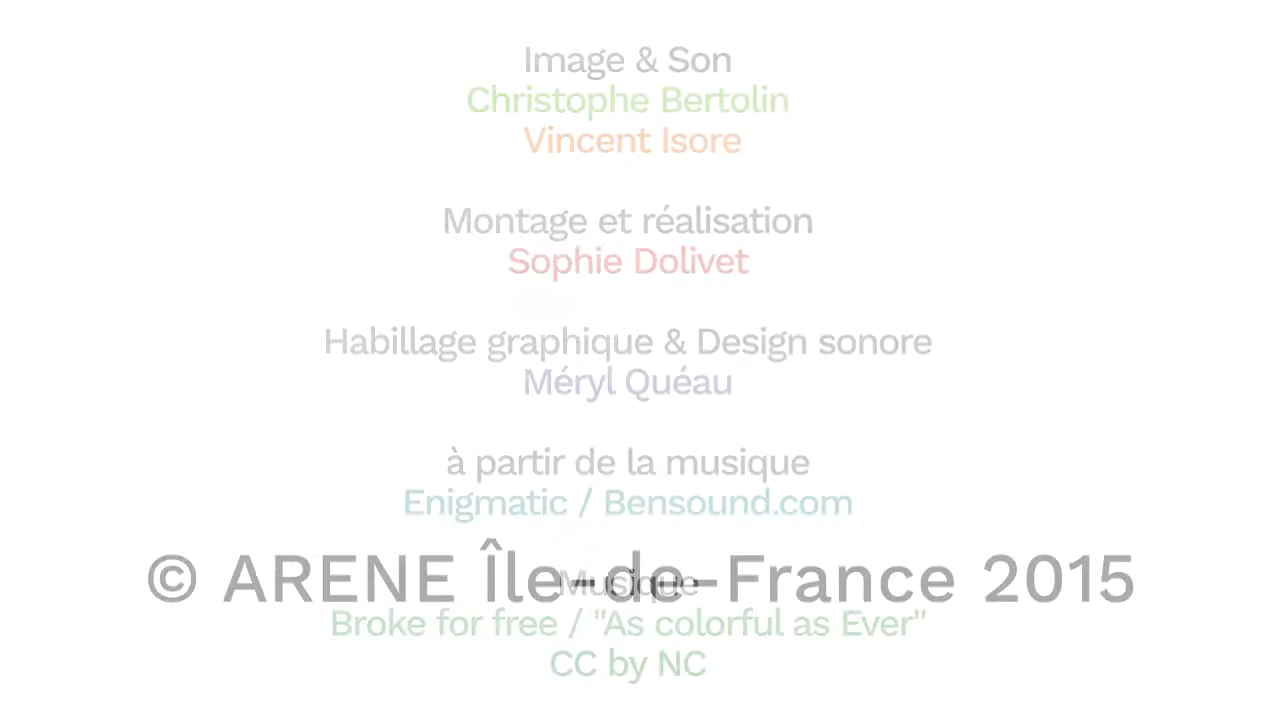 Image & Son
Christophe Bertolin
Vincent Isore
Montage et réalisation
Sophie Dolivet
Habillage graphique & Design sonore
Méryl Quéau
à partir de la musique
Enigmatic / Bensound.com
© ARENE Île-de-France 2015
Musique
Broke for free / "As colorful as Ever"
CC by NC